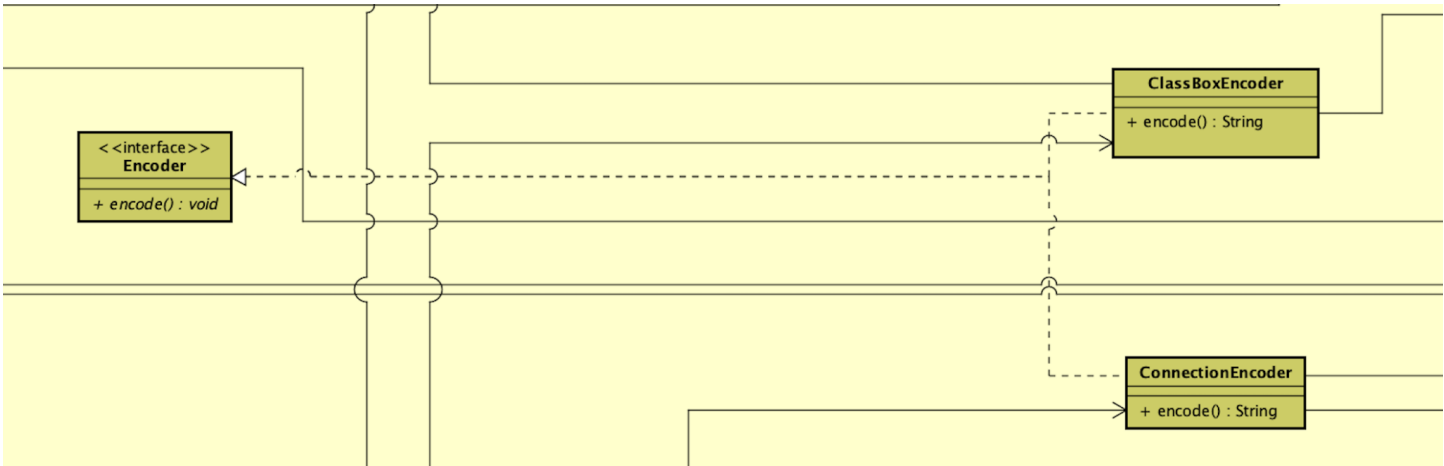 ClassBoxEncoder
+ encode() : String
<<interface>>
Encoder
+ encode() : void
ConnectionEncoder
+ encode() : String